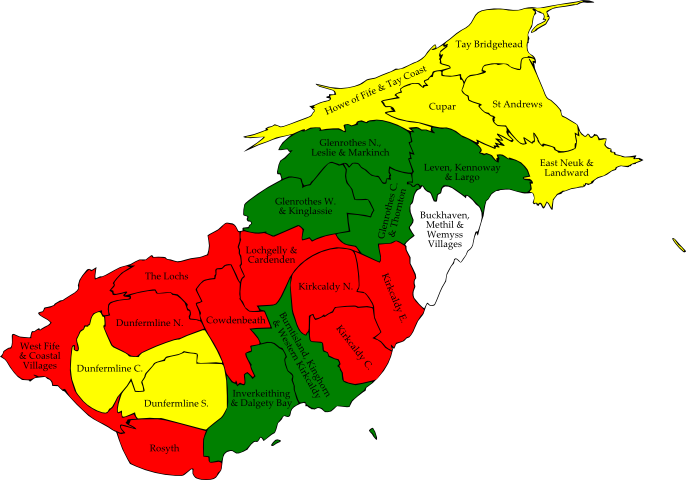 Tay Bridgehead
Howe of Fife & Tay Coast
Cupar
St Andrews
Glenrothes N.,
Leslie & Markinch
East Neuk &
Landward
Leven, Kennoway
& Largo
Glenrothes W.
& Kinglassie
Glenrothes C.
& Thornton
Buckhaven,
Methil &
Wemyss
Villages
Lochgelly &
Cardenden
The Lochs
Kirkcaldy N.
Kirkcaldy E.
Dunfermline N.
Cowdenbeath
Burntisland, Kinghorn
& Western Kirkcaldy
Kirkcaldy C.
West Fife
& Coastal
Villages
Dunfermline C.
Dunfermline S.
Inverkeithing
& Dalgety Bay
Rosyth